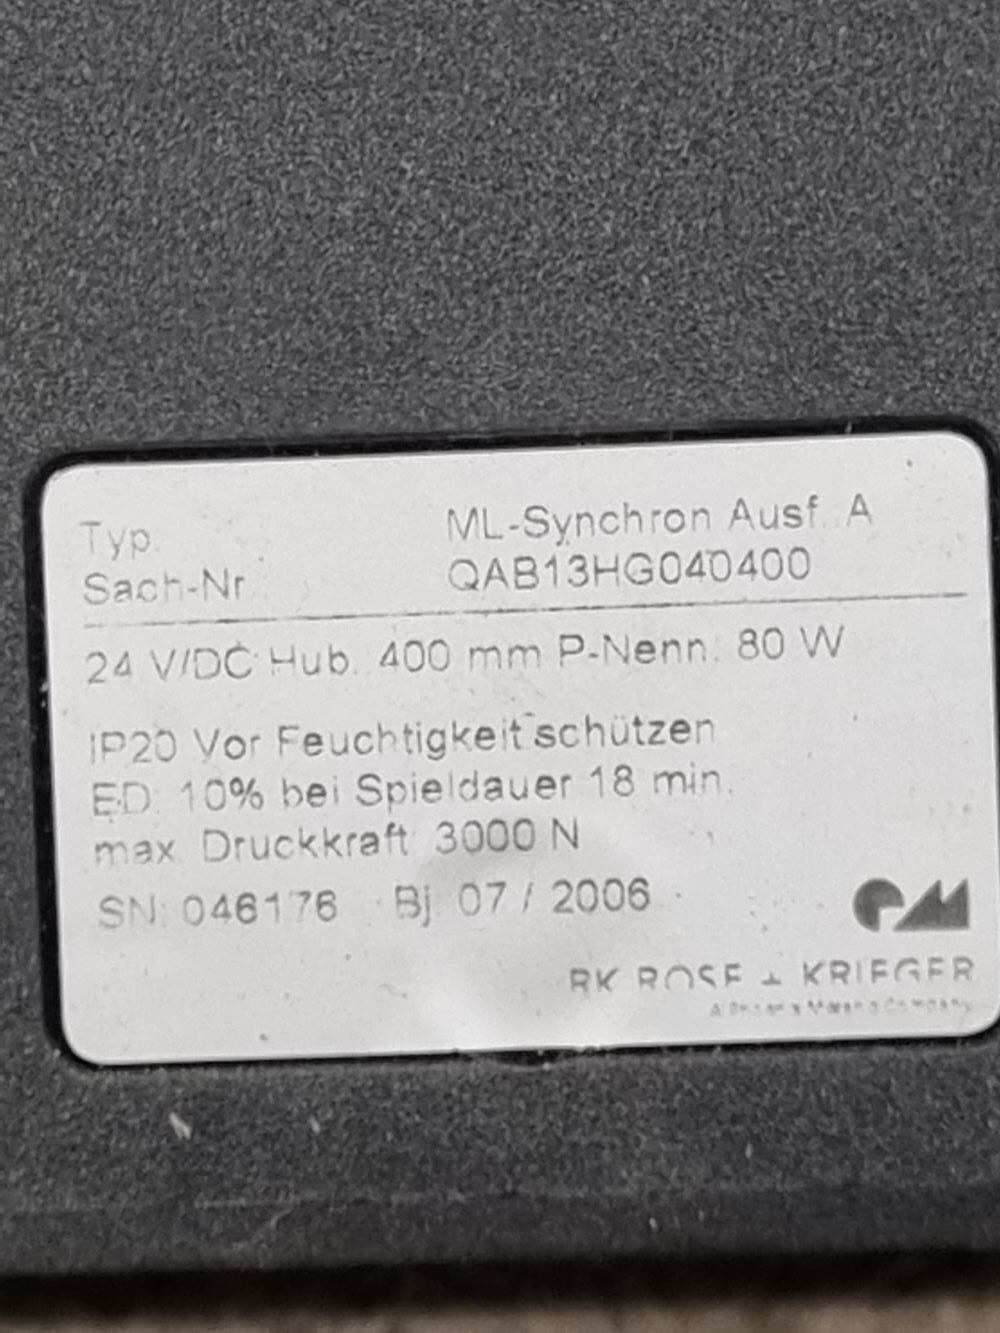 Typ. ML-Synchron Ausf. A
Sach-Nr QAB13HG040400
24 V/DC Hub. 400 mm P-Nenn. 80 W
IP20 Vor Feuchtigkeit schützen
ED. 10% bei Spieldauer 18 min.
max. Druckkraft 3000 N
SN: 046176 Bj. 07 / 2006
RK ROSE + KRIEGER
A Company